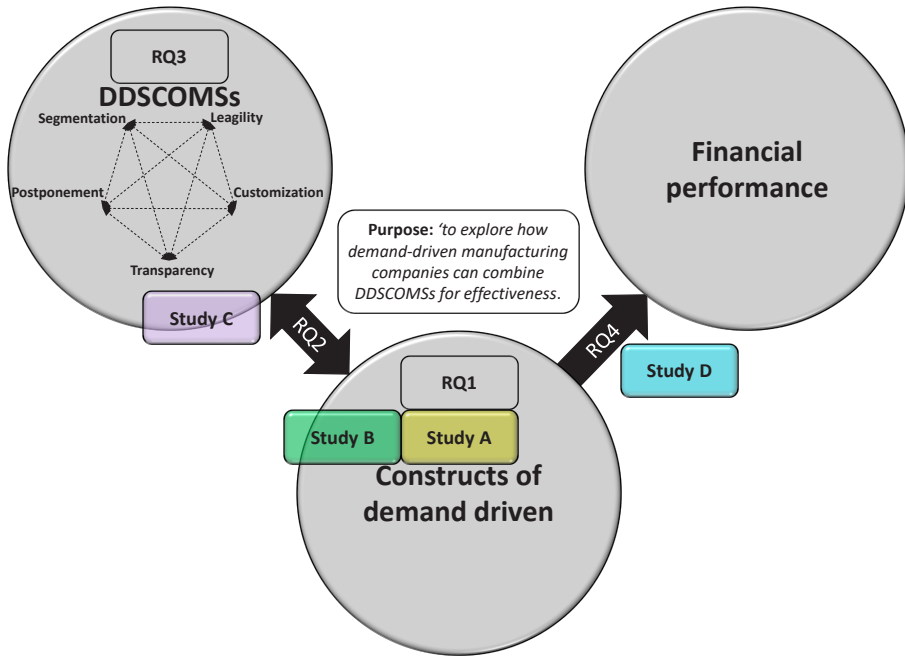 RQ3
DDSCOMSs
Segmentation
Leagility
Postponement
Customization
Transparency
Financial
performance
Purpose: ‘to explore how
demand-driven manufacturing
companies can combine
DDSCOMSs for effectiveness.
Study C
RQ2
RQ4
Study D
RQ1
Study B
Study A
Constructs of
demand driven